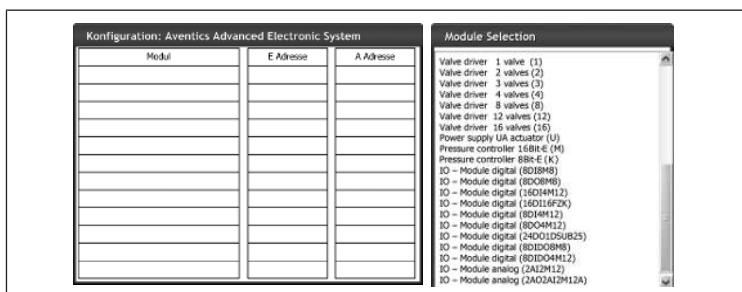 Konfiguration: Aventics Advanced Electronic System
Modul E Adresse A Adresse
Module Selection
Valve driver 1 valve (1)
Valve driver 2 valves (2)
Valve driver 3 valves (3)
Valve driver 4 valves (4)
Valve driver 8 valves (8)
Valve driver 12 valves (12)
Valve driver 16 valves (16)
Power supply UA actuator (U)
Pressure controller 16Bit-E (M)
Pressure controller 8Bit-E (K)
IO – Module digital (8DI8M8)
IO – Module digital (8DO8M8)
IO – Module digital (16DI4M12)
IO – Module digital (16DI16FZK)
IO – Module digital (8DI4M12)
IO – Module digital (8DO4M12)
IO – Module digital (24DO1DSUB25)
IO – Module digital (8DIDO8M8)
IO – Module digital (8DIDO4M12)
IO – Module analog (2AI2M12)
IO – Module analog (2AO2AI2M12A)